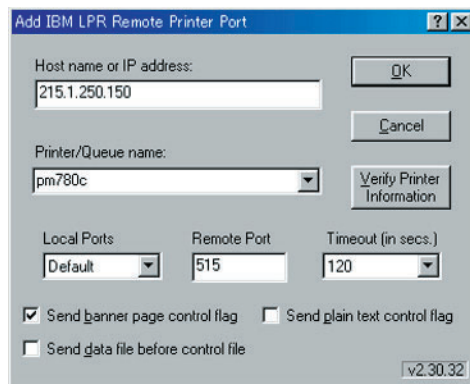 Add IBM LPR Remote Printer Port
Host name or IP address:
215.1.250.150
OK
Cancel
Printer/Queue name:
pm780c
Verify Printer
Information
Local Ports
Remote Port
Timeout (in secs.)
Default
515
120
Send banner page control flag
Send plain text control flag
Send data file before control file
v2.30.32